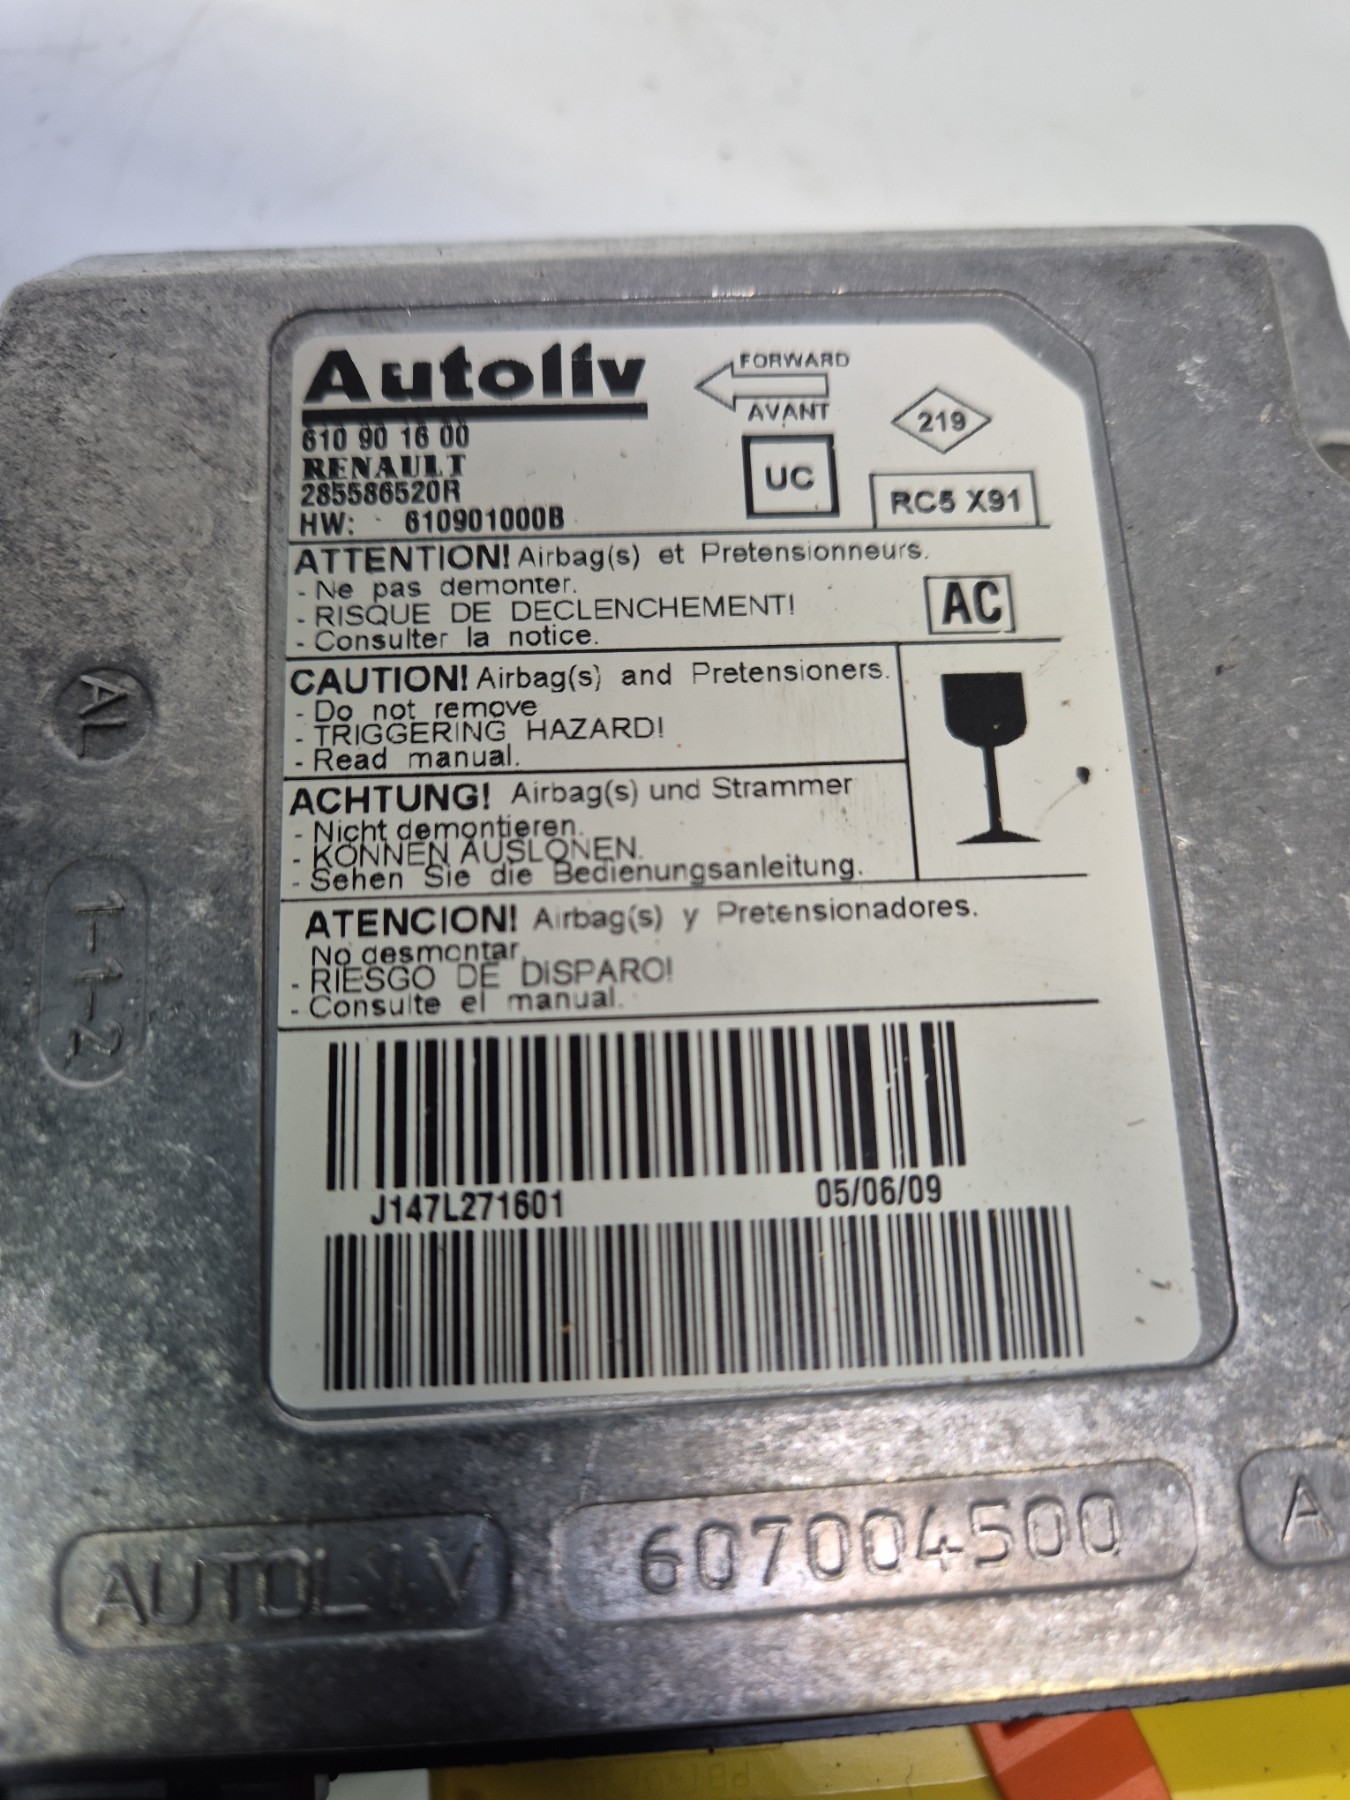 Autoliv
FORWARD
AVANT
219
610 90 16 00
RENAULT
285586520R
HW: 610901000B
UC
RC5 X91
ATTENTION! Airbag(s) et Pretensionneurs.
- Ne pas demonter.
- RISQUE DE DECLENCHEMENT!
- Consulter la notice.
AC
CAUTION! Airbag(s) and Pretensioners.
- Do not remove
- TRIGGERING HAZARD!
- Read manual.
ACHTUNG! Airbag(s) und Strammer
- Nicht demontieren.
- KONNEN AUSLONEN.
- Sehen Sie die Bedienungsanleitung.
ATENCION! Airbag(s) y Pretensionadores.
No desmontar.
- RIESGO DE DISPARO!
- Consulte el manual.
J147L271601 05/06/09
AL
1-1-2
AUTOLIV
607004500
A